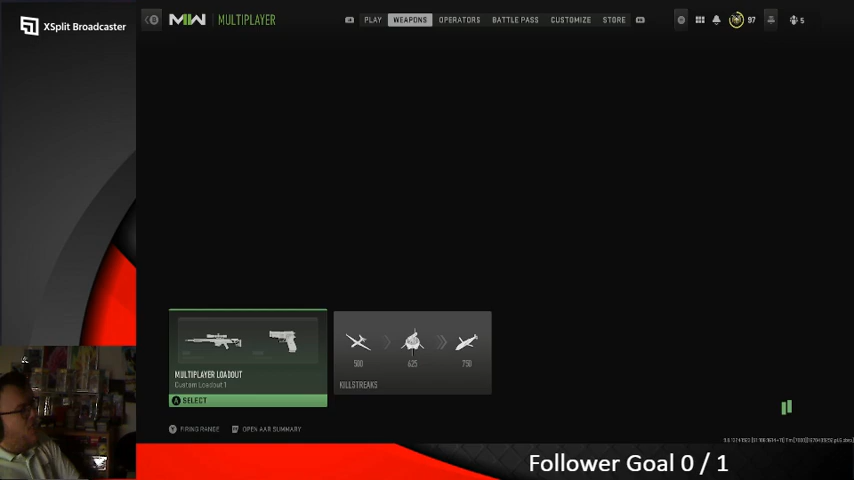 XSplit Broadcaster
MW MULTIPLAYER
PLAY WEAPONS OPERATORS BATTLE PASS CUSTOMIZE STORE
97
5
500 625 750
MULTIPLAYER LOADOUT
Custom Loadout 1
KILLSTREAKS
A SELECT
Y FIRING RANGE OPEN AAR SUMMARY
Follower Goal 0 / 1